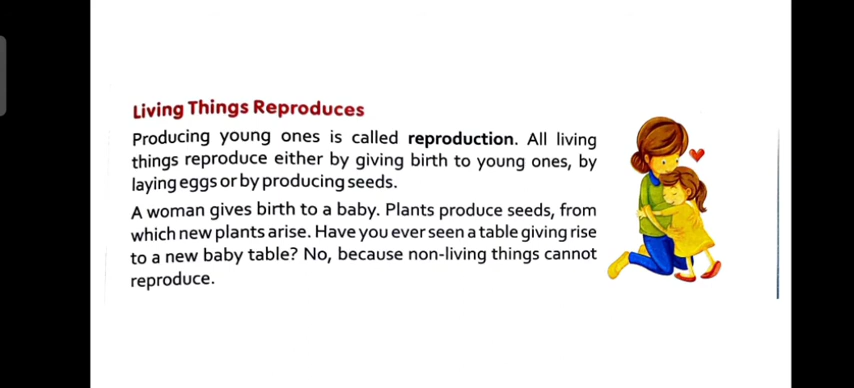 Living Things Reproduces
Producing young ones is called reproduction. All living
things reproduce either by giving birth to young ones, by
laying eggs or by producing seeds.
A woman gives birth to a baby. Plants produce seeds, from
which new plants arise. Have you ever seen a table giving rise
to a new baby table? No, because non-living things cannot
reproduce.